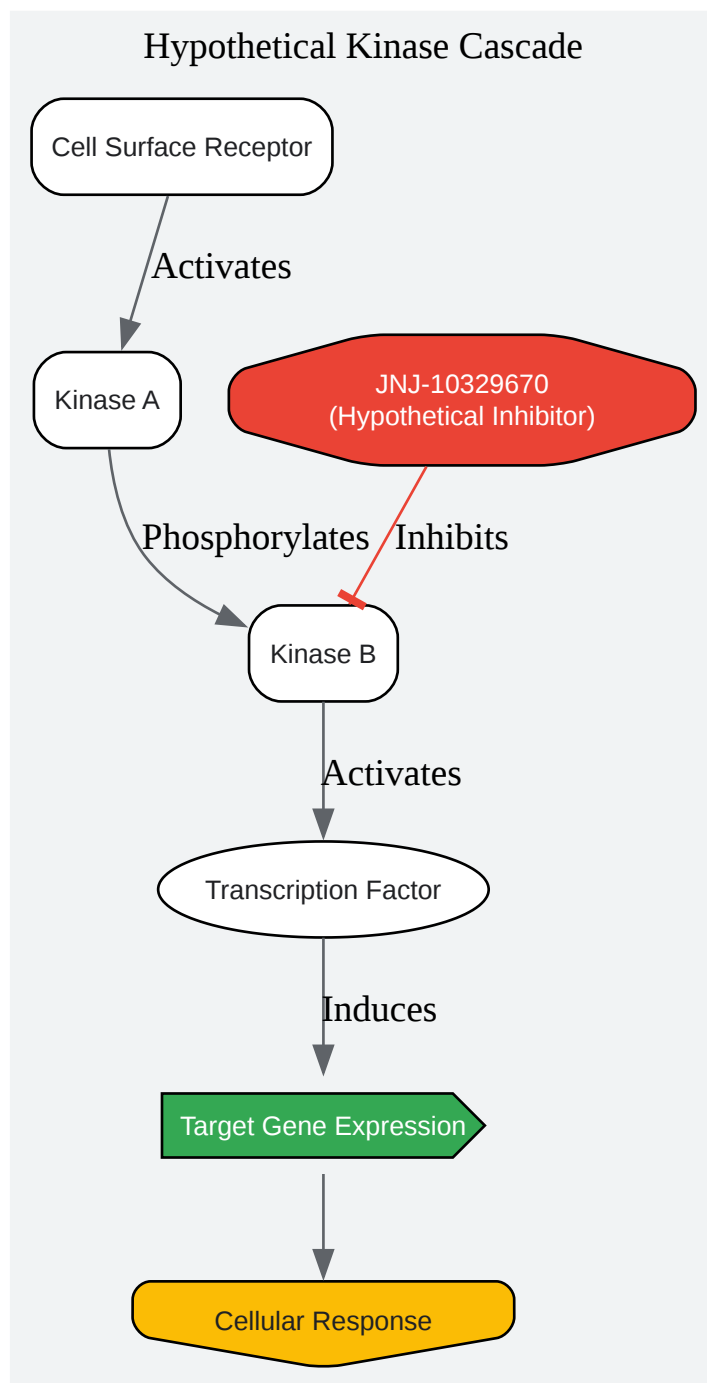 Hypothetical Kinase Cascade
Cell Surface Receptor
Activates
Kinase A
JNJ-10329670
(Hypothetical Inhibitor)
Phosphorylates
Inhibits
Kinase B
Activates
Transcription Factor
Induces
Target Gene Expression
Cellular Response